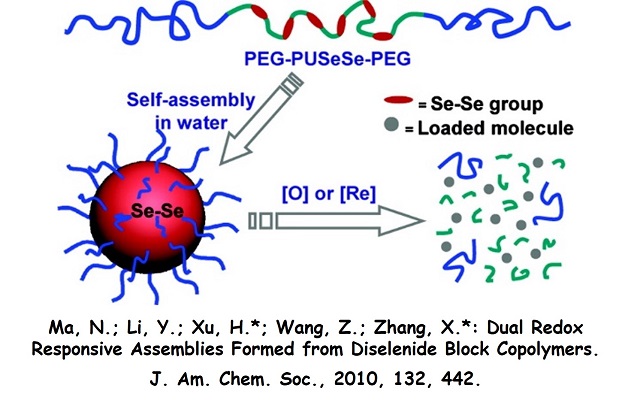 PEG-PUSeSe-PEG
Self-assembly
in water
= Se-Se group
= Loaded molecule
Se-Se
[O] or [Re]
Ma, N.; Li, Y.; Xu, H.*; Wang, Z.; Zhang, X.*: Dual Redox
Responsive Assemblies Formed from Diselenide Block Copolymers.
J. Am. Chem. Soc., 2010, 132, 442.